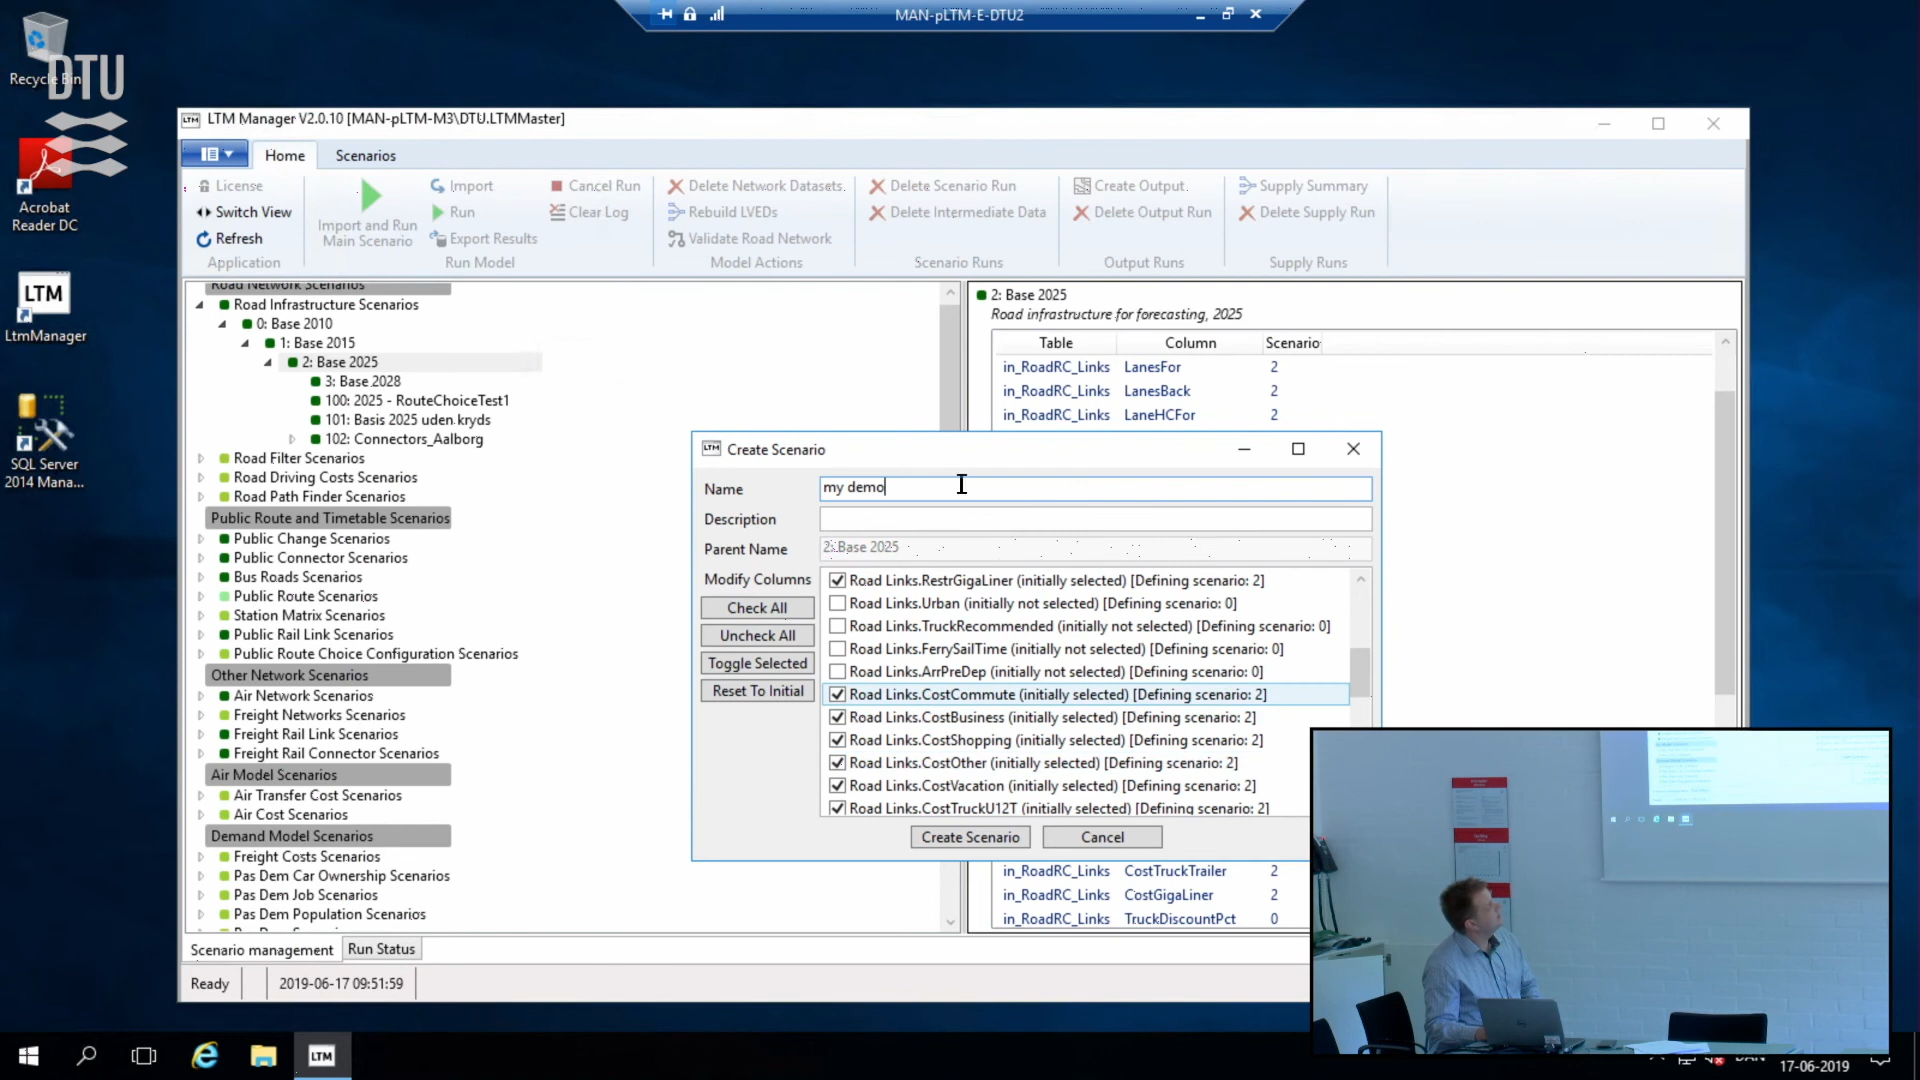 MAN-pLTM-E-DTU2
Recycle Bin
DTU
Acrobat
Reader DC
LTM
LtmManager
SQL Server
2014 Mana...
LTM LTM Manager V2.0.10 [MAN-pLTM-M3\DTU.LTMMaster]
Home Scenarios
License
Switch View
Refresh
Application
Import and Run
Main Scenario
Import
Run
Export Results
Cancel Run
Clear Log
Run Model
Delete Network Datasets
Rebuild LVEDs
Validate Road Network
Model Actions
Delete Scenario Run
Delete Intermediate Data
Scenario Runs
Create Output
Delete Output Run
Output Runs
Supply Summary
Delete Supply Run
Supply Runs
Road Network Scenarios
Road Infrastructure Scenarios
0: Base 2010
1: Base 2015
2: Base 2025
3: Base 2028
100: 2025 - RouteChoiceTest1
101: Basis 2025 uden kryds
102: Connectors_Aalborg
Road Filter Scenarios
Road Driving Costs Scenarios
Road Path Finder Scenarios
Public Route and Timetable Scenarios
Public Change Scenarios
Public Connector Scenarios
Bus Roads Scenarios
Public Route Scenarios
Station Matrix Scenarios
Public Rail Link Scenarios
Public Route Choice Configuration Scenarios
Other Network Scenarios
Air Network Scenarios
Freight Networks Scenarios
Freight Rail Link Scenarios
Freight Rail Connector Scenarios
Air Model Scenarios
Air Transfer Cost Scenarios
Air Cost Scenarios
Demand Model Scenarios
Freight Costs Scenarios
Pas Dem Car Ownership Scenarios
Pas Dem Job Scenarios
Pas Dem Population Scenarios
2: Base 2025
Road infrastructure for forecasting, 2025
Table Column Scenario
in_RoadRC_Links LanesFor 2
in_RoadRC_Links LanesBack 2
in_RoadRC_Links LaneHCFor 2
LTM Create Scenario
Name my demo
Description
Parent Name 2: Base 2025
Modify Columns
Check All
Uncheck All
Toggle Selected
Reset To Initial
Road Links.RestrGigaLiner (initially selected) [Defining scenario: 2]
Road Links.Urban (initially not selected) [Defining scenario: 0]
Road Links.TruckRecommended (initially not selected) [Defining scenario: 0]
Road Links.FerrySailTime (initially not selected) [Defining scenario: 0]
Road Links.ArrPreDep (initially not selected) [Defining scenario: 0]
Road Links.CostCommute (initially selected) [Defining scenario: 2]
Road Links.CostBusiness (initially selected) [Defining scenario: 2]
Road Links.CostShopping (initially selected) [Defining scenario: 2]
Road Links.CostOther (initially selected) [Defining scenario: 2]
Road Links.CostVacation (initially selected) [Defining scenario: 2]
Road Links.CostTruckU12T (initially selected) [Defining scenario: 2]
Create Scenario Cancel
in_RoadRC_Links CostTruckTrailer 2
in_RoadRC_Links CostGigaLiner 2
in_RoadRC_Links TruckDiscountPct 0
Scenario management Run Status
Ready 2019-06-17 09:51:59
LTM
17-06-2019